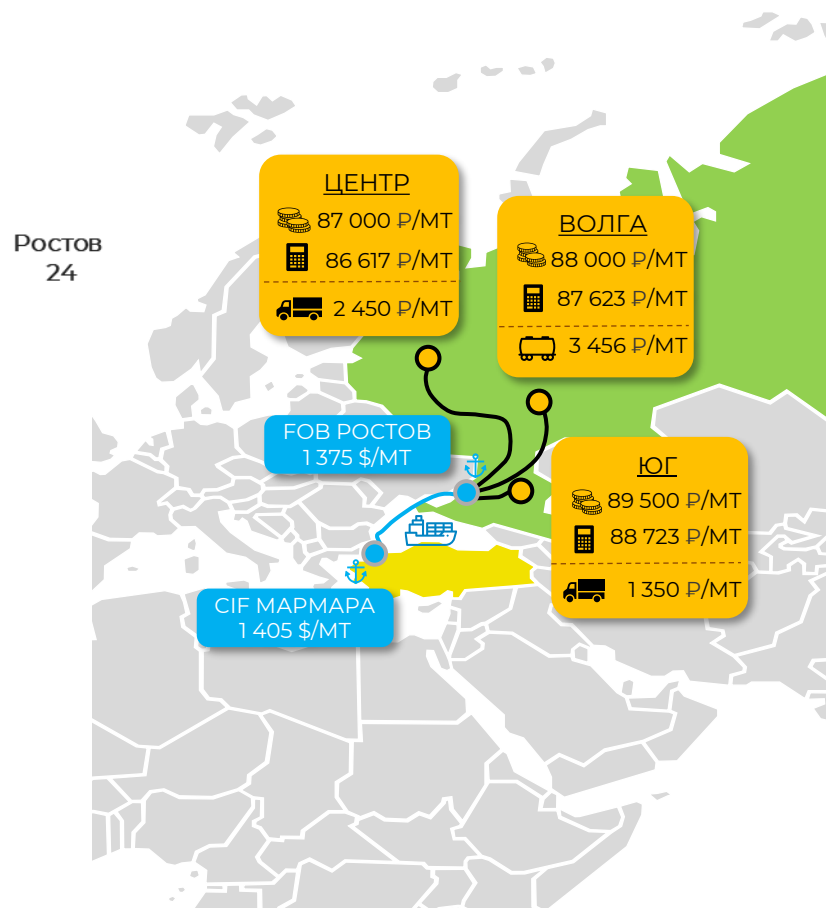 Ростов
24
ЦЕНТР
87 000 ₽/МТ
86 617 ₽/МТ
2 450 ₽/МТ
ВОЛГА
88 000 ₽/МТ
87 623 ₽/МТ
3 456 ₽/МТ
FOB РОСТОВ
1 375 $/МТ
ЮГ
89 500 ₽/МТ
88 723 ₽/МТ
1 350 ₽/МТ
CIF МАРМАРА
1 405 $/МТ